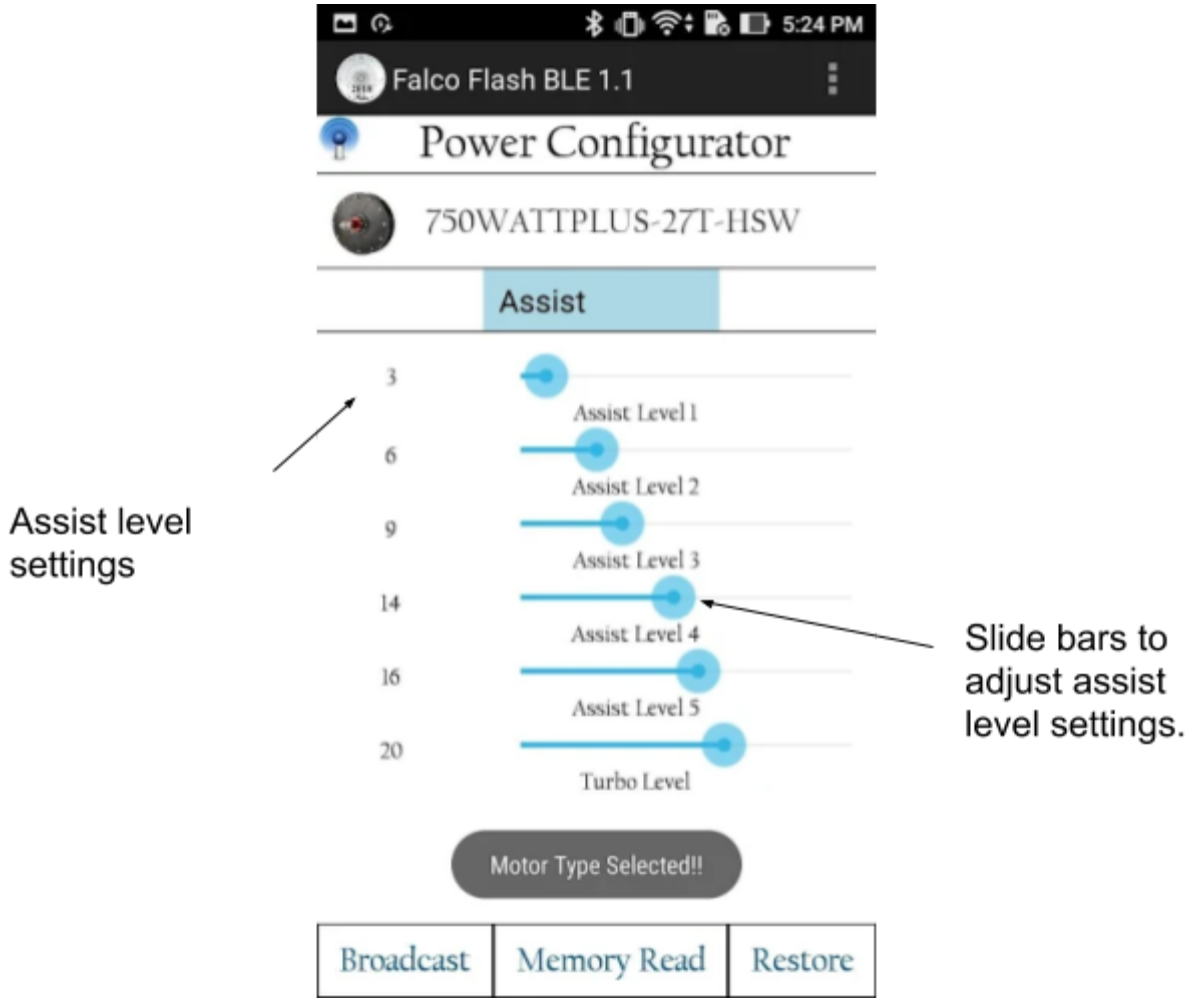 5:24 PM
Falco Flash BLE 1.1
Power Configurator
750WATTPLUS-27T-HSW
Assist
3
Assist Level 1
6
Assist Level 2
9
Assist Level 3
14
Assist Level 4
16
Assist Level 5
20
Turbo Level
Motor Type Selected!!
Broadcast Memory Read Restore
Assist level
settings
Slide bars to
adjust assist
level settings.